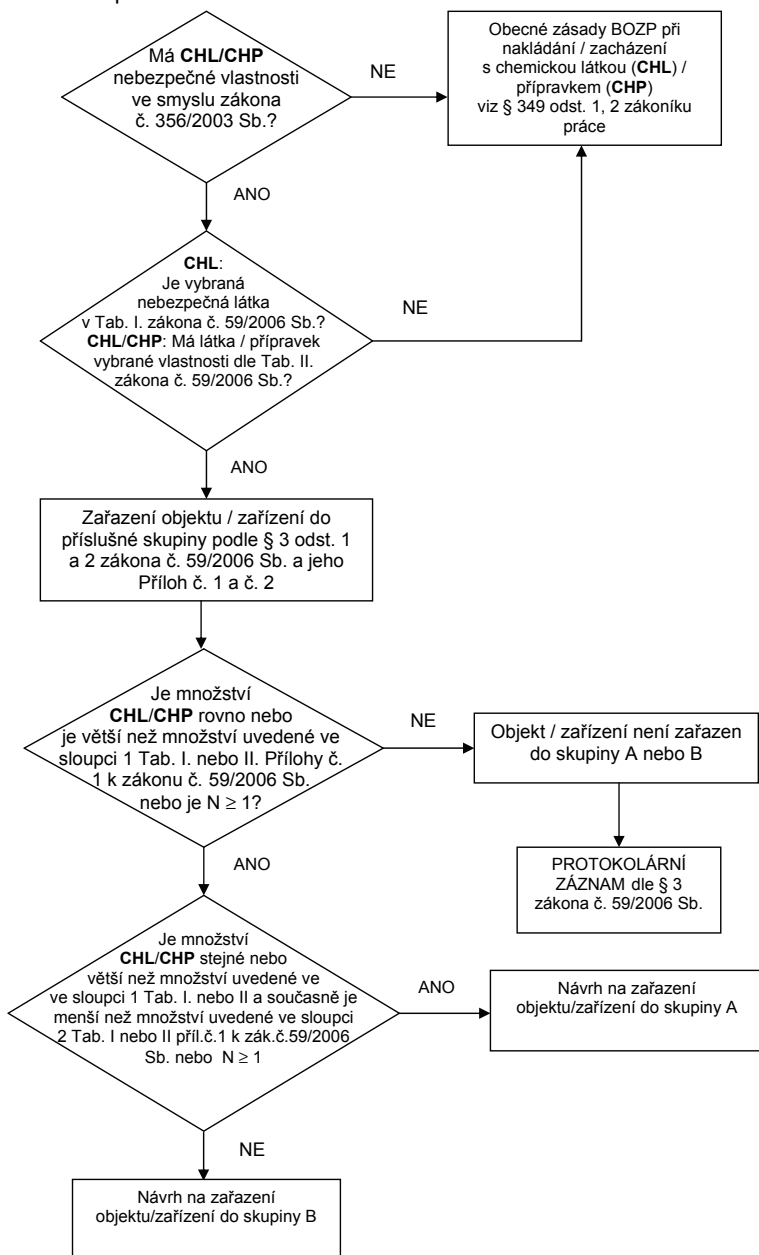 Má CHL/CHP
nebezpečné vlastnosti
ve smyslu zákona
č. 356/2003 Sb.?
NE
Obecné zásady BOZP při
nakládání / zacházení
s chemickou látkou (CHL) /
přípravkem (CHP)
viz § 349 odst. 1, 2 zákoníku
práce
ANO
CHL:
Je vybraná
nebezpečná látka
v Tab. I. zákona č. 59/2006 Sb.?
CHL/CHP: Má látka / přípravek
vybrané vlastnosti dle Tab. II.
zákona č. 59/2006 Sb.?
NE
ANO
Zařazení objektu / zařízení do
příslušné skupiny podle § 3 odst. 1
a 2 zákona č. 59/2006 Sb. a jeho
Příloh č. 1 a č. 2
Je množství
CHL/CHP rovno nebo
je větší než množství uvedené ve
sloupci 1 Tab. I. nebo II. Přílohy č.
1 k zákonu č. 59/2006 Sb.
nebo je N ≥ 1?
NE
Objekt / zařízení není zařazen
do skupiny A nebo B
ANO
PROTOKOLÁRNÍ
ZÁZNAM dle § 3
zákona č. 59/2006 Sb.
Je množství
CHL/CHP stejné nebo
větší než množství uvedené ve
ve sloupci 1 Tab. I. nebo II a současně je
menší než množství uvedené ve sloupci
2 Tab. I nebo II příl.č.1 k zák.č.59/2006
Sb. nebo N ≥ 1
ANO
Návrh na zařazení
objektu/zařízení do skupiny A
NE
Návrh na zařazení
objektu/zařízení do skupiny B